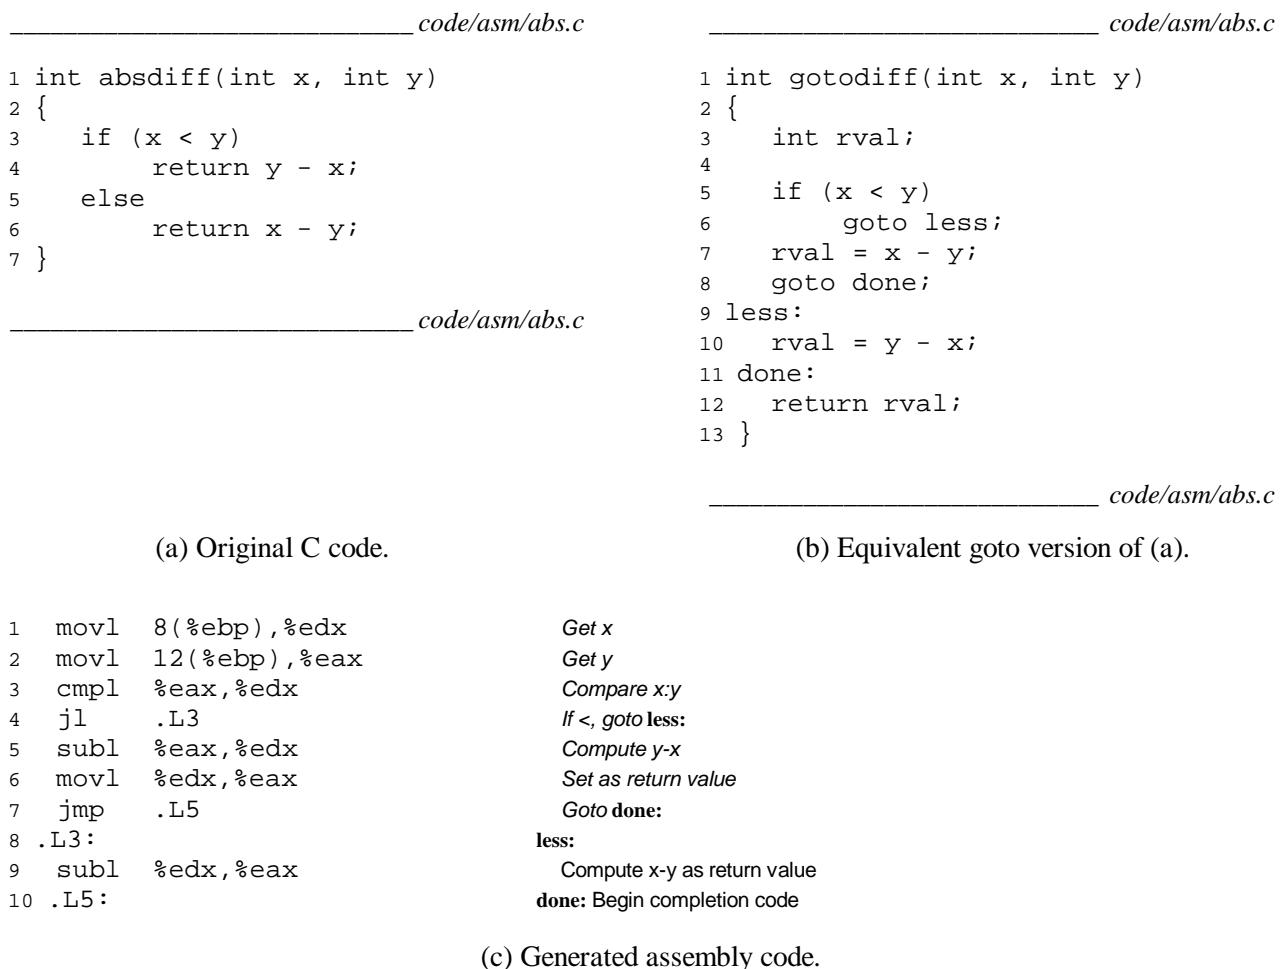 code/asm/abs.c
1 int absdiff(int x, int y)
2 {
3 if (x < y)
4 return y - x;
5 else
6 return x - y;
7 }
code/asm/abs.c
(a) Original C code.
code/asm/abs.c
1 int gotodiff(int x, int y)
2 {
3 int rval;
4
5 if (x < y)
6 goto less;
7 rval = x - y;
8 goto done;
9 less:
10 rval = y - x;
11 done:
12 return rval;
13 }
code/asm/abs.c
(b) Equivalent goto version of (a).
1 movl 8(%ebp),%edx Get x
2 movl 12(%ebp),%eax Get y
3 cmpl %eax,%edx Compare x:y
4 jl .L3 If <, goto less:
5 subl %eax,%edx Compute y-x
6 movl %edx,%eax Set as return value
7 jmp .L5 Goto done:
8 .L3: less:
9 subl %edx,%eax Compute x-y as return value
10 .L5: done: Begin completion code
(c) Generated assembly code.